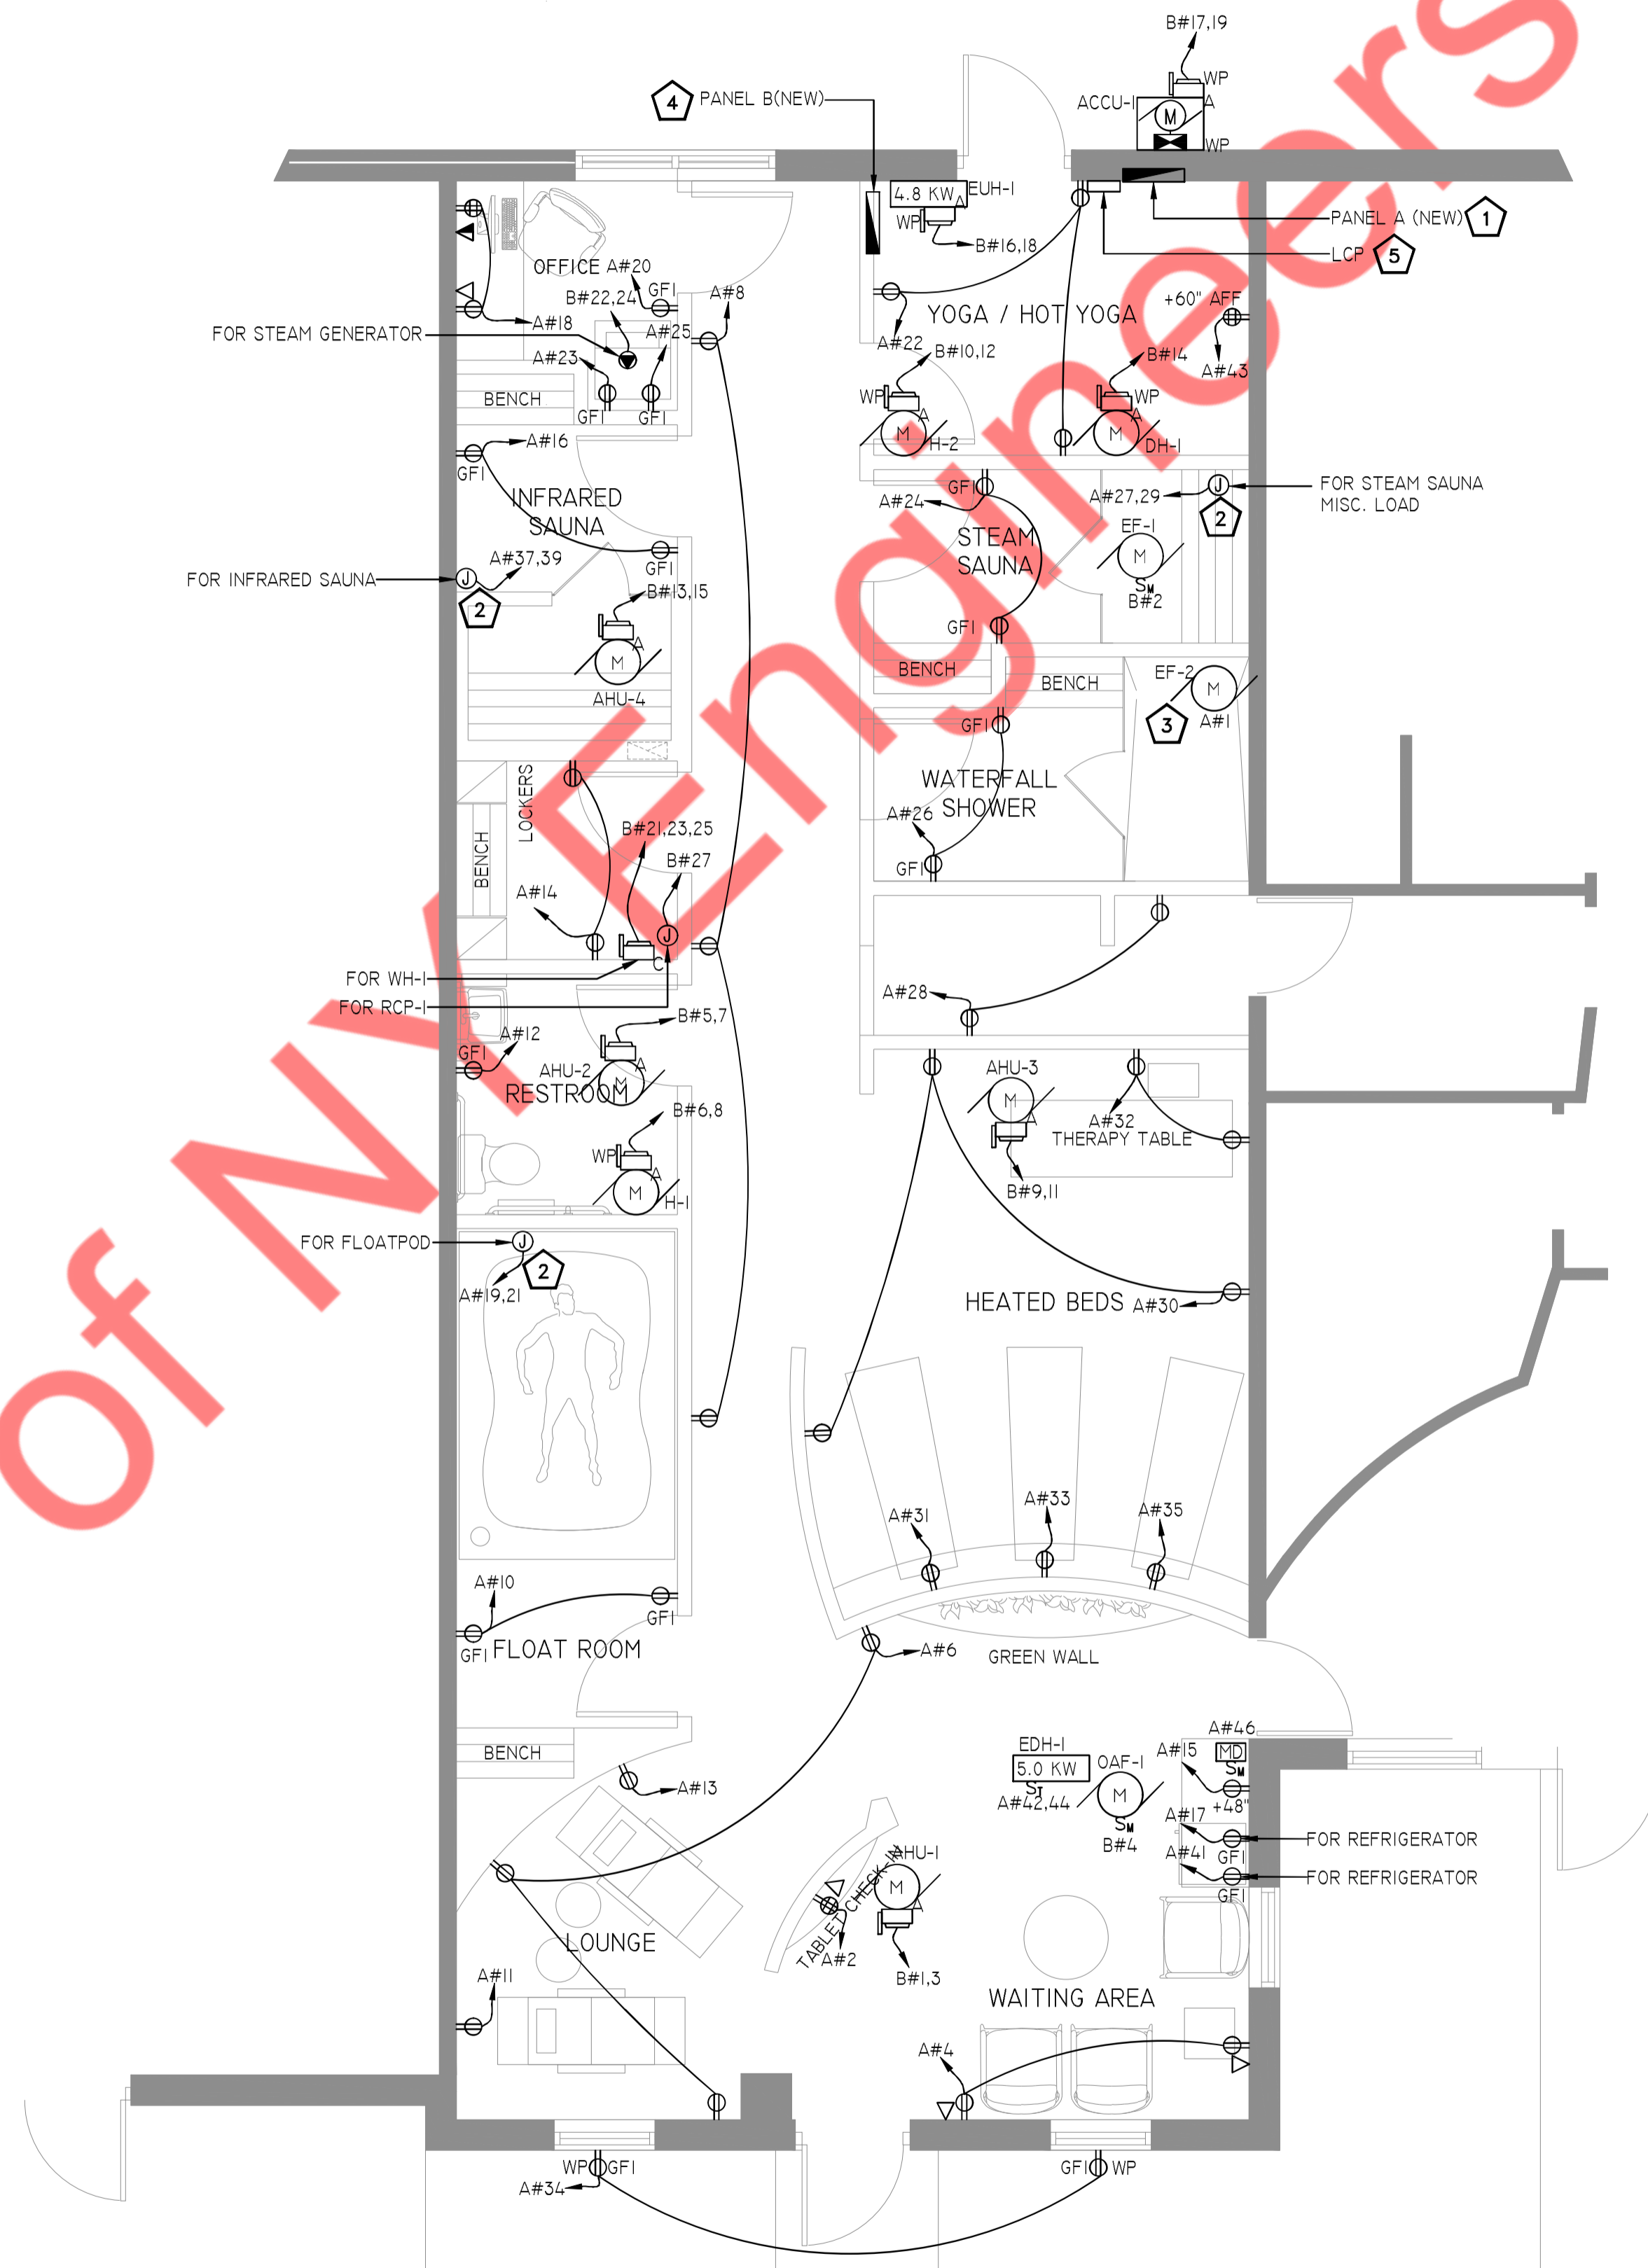 B#17,19
WP
ACCU-1
A
M
WP
4
PANEL B(NEW)
4.8 KW
A
EUH-1
WP
B#16,18
PANEL A (NEW)
1
LCP
5
OFFICE
A#20
B#22,24
GFI
A#8
A#18
A#25
FOR STEAM GENERATOR
A#23
GFI
GFI
BENCH
YOGA / HOT YOGA
+60" AFF
A#22
B#10,12
B#14
A#43
WP
A
M
H-2
WP
A
M
DH-1
A#16
GFI
INFRARED
SAUNA
GFI
A#37,39
FOR INFRARED SAUNA
J
2
B#13,15
A
M
AHU-4
GFI
A#24
A#27,29
J
FOR STEAM SAUNA
MISC. LOAD
2
STEAM
SAUNA
EF-1
M
SM
B#2
GFI
BENCH
BENCH
EF-2
M
3
A#1
GFI
WATERFALL
SHOWER
A#26
GFI
LOCKERS
BENCH
B#21,23,25
B#27
A#14
J
C
FOR WH-1
FOR RCP-1
A#28
A#12
GFI
B#5,7
AHU-2
A
M
RESTROOM
B#6,8
WP
A
M
H-1
AHU-3
M
A
A#32
THERAPY TABLE
B#9,11
FOR FLOATPOD
J
2
A#19,21
HEATED BEDS
A#30
A#31
A#33
A#35
A#10
GFI
GFI
FLOAT ROOM
A#6
GREEN WALL
BENCH
A#13
EDH-1
5.0 KW
ST
A#42,44
OAF-1
M
SM
B#4
A#46
A#15
MD
SM
+48"
A#17
FOR REFRIGERATOR
GFI
A#41
FOR REFRIGERATOR
GFI
AHU-1
M
A
TABLET CHECK-IN
A#2
B#1,3
LOUNGE
A#11
WAITING AREA
A#4
WP
GFI
A#34
GFI
WP
of NY Engineers